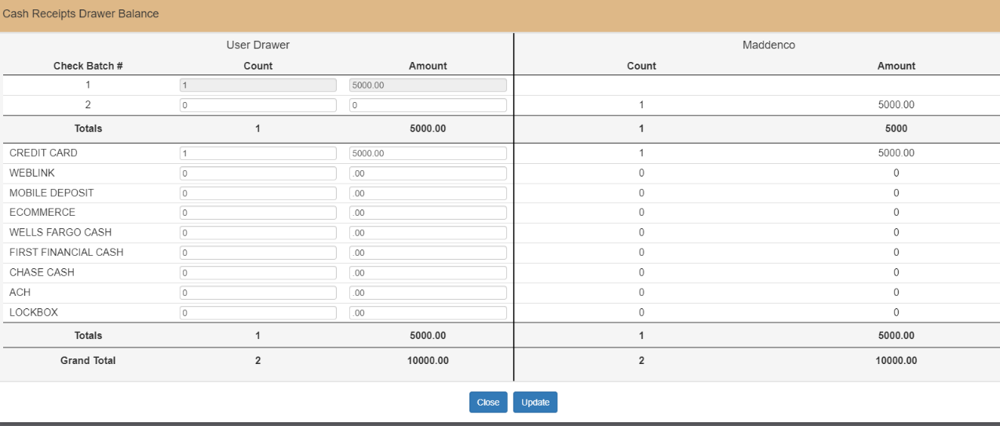 Cash Receipts Drawer Balance
User Drawer Maddenco
Check Batch # Count Amount Count Amount
1 1 5000.00
2 0 0 1 5000.00
Totals 1 5000.00 1 5000
CREDIT CARD 1 5000.00 1 5000.00
WEBLINK 0 .00 0 0
MOBILE DEPOSIT 0 .00 0 0
ECOMMERCE 0 .00 0 0
WELLS FARGO CASH 0 .00 0 0
FIRST FINANCIAL CASH 0 .00 0 0
CHASE CASH 0 .00 0 0
ACH 0 .00 0 0
LOCKBOX 0 .00 0 0
Totals 1 5000.00 1 5000.00
Grand Total 2 10000.00 2 10000.00
Close Update